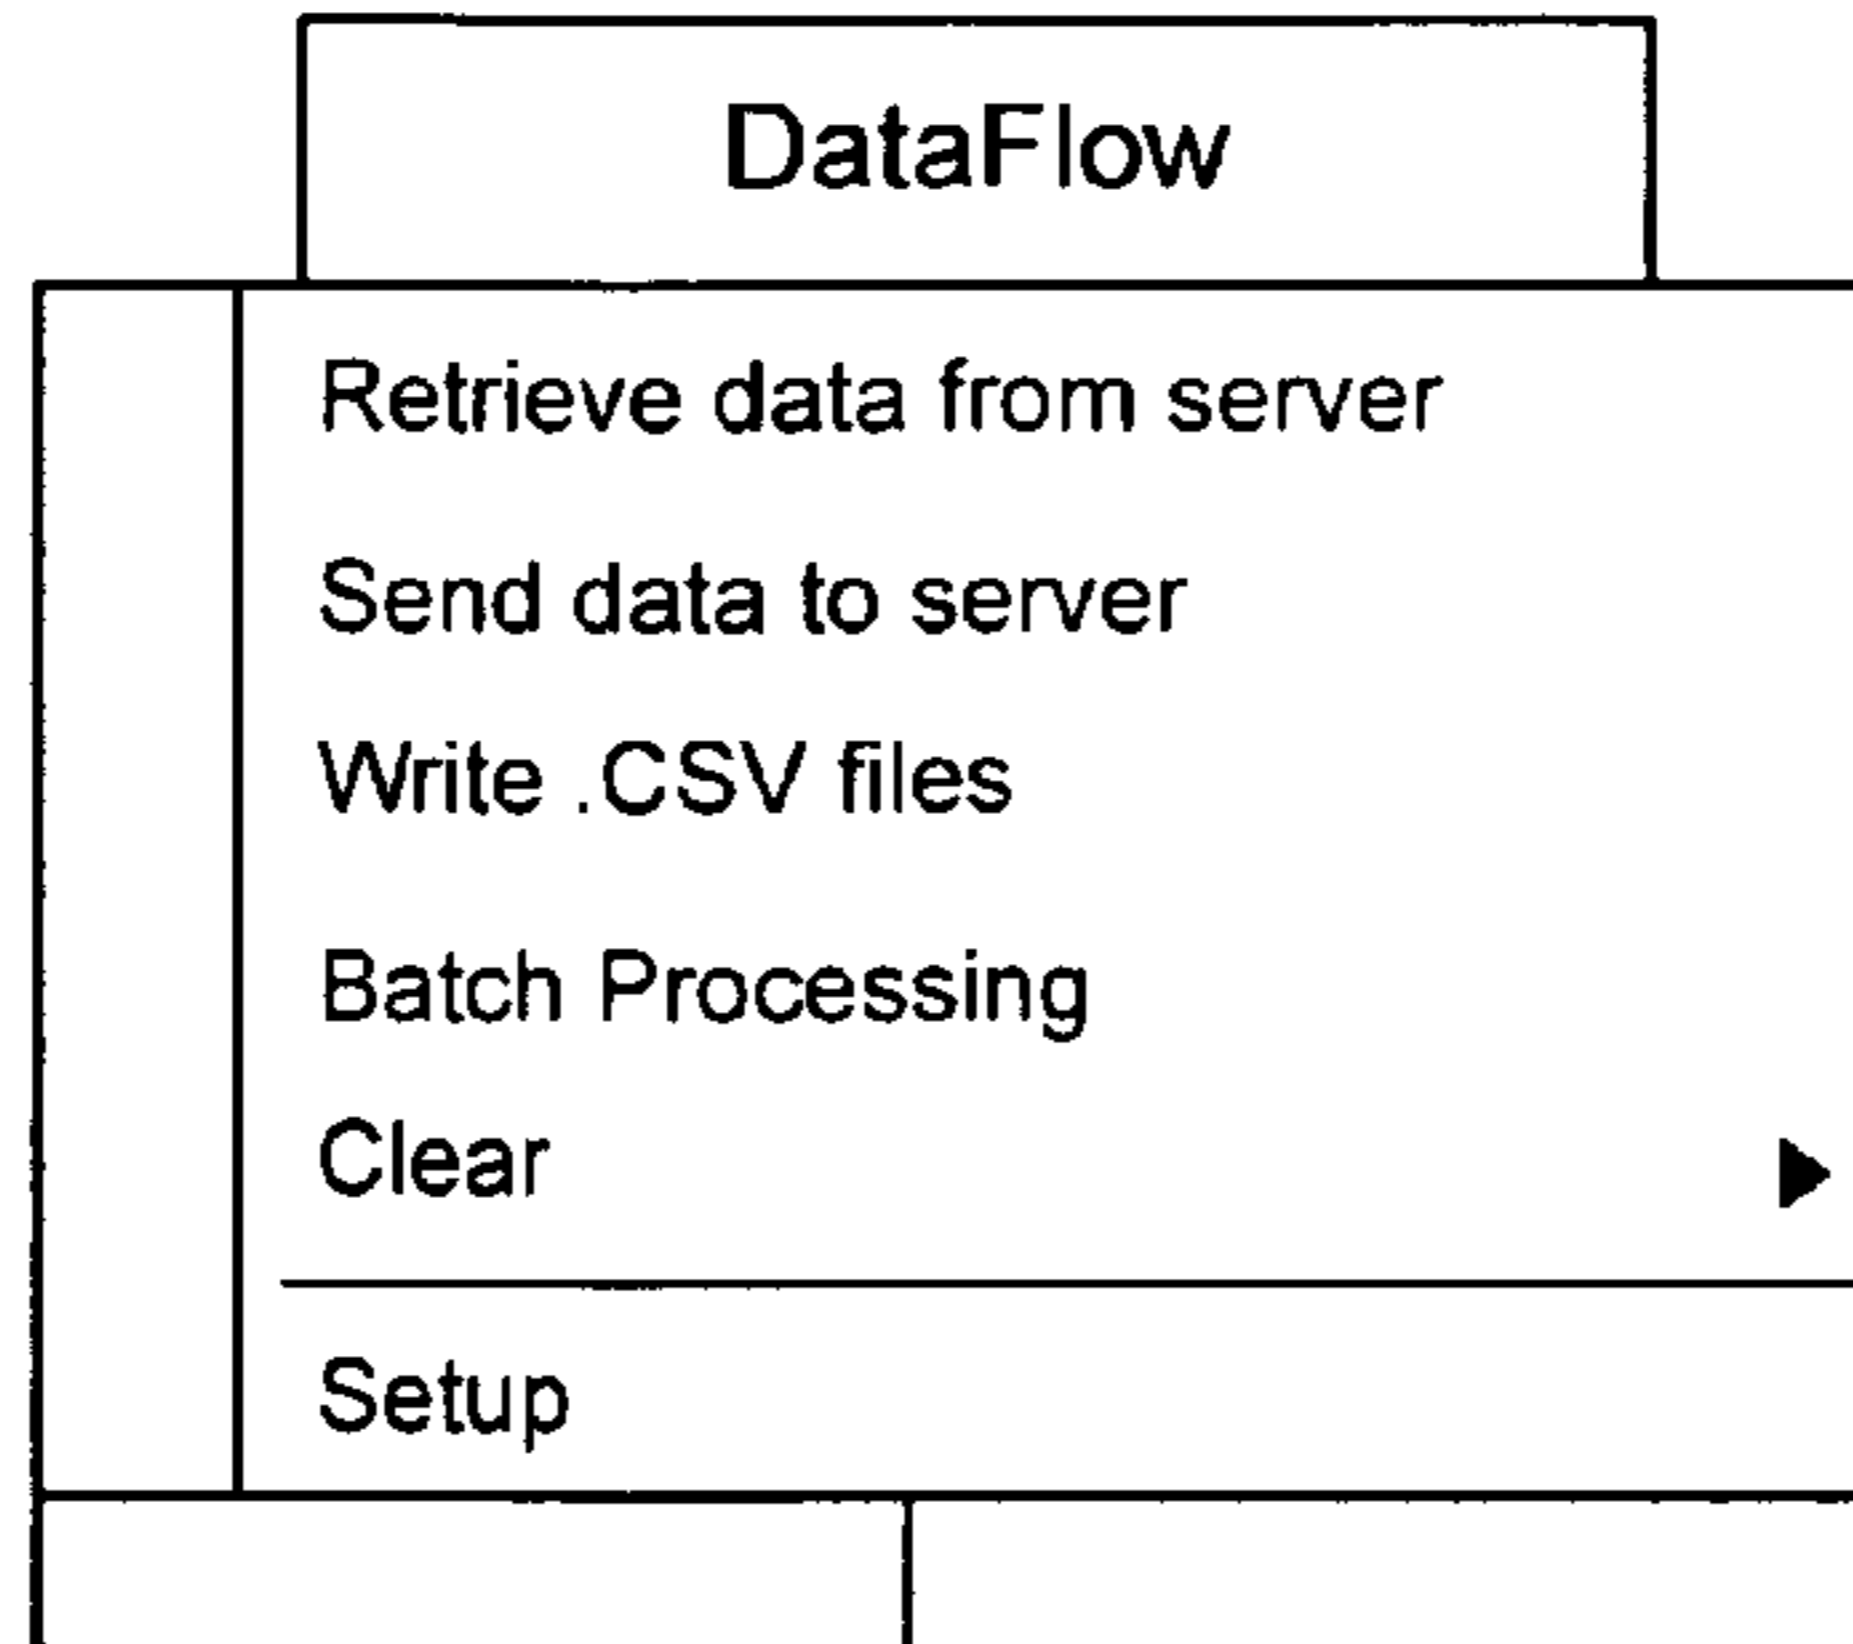 DataFlow
Retrieve data from server
Send data to server
Write .CSV files
Batch Processing
Clear
Setup